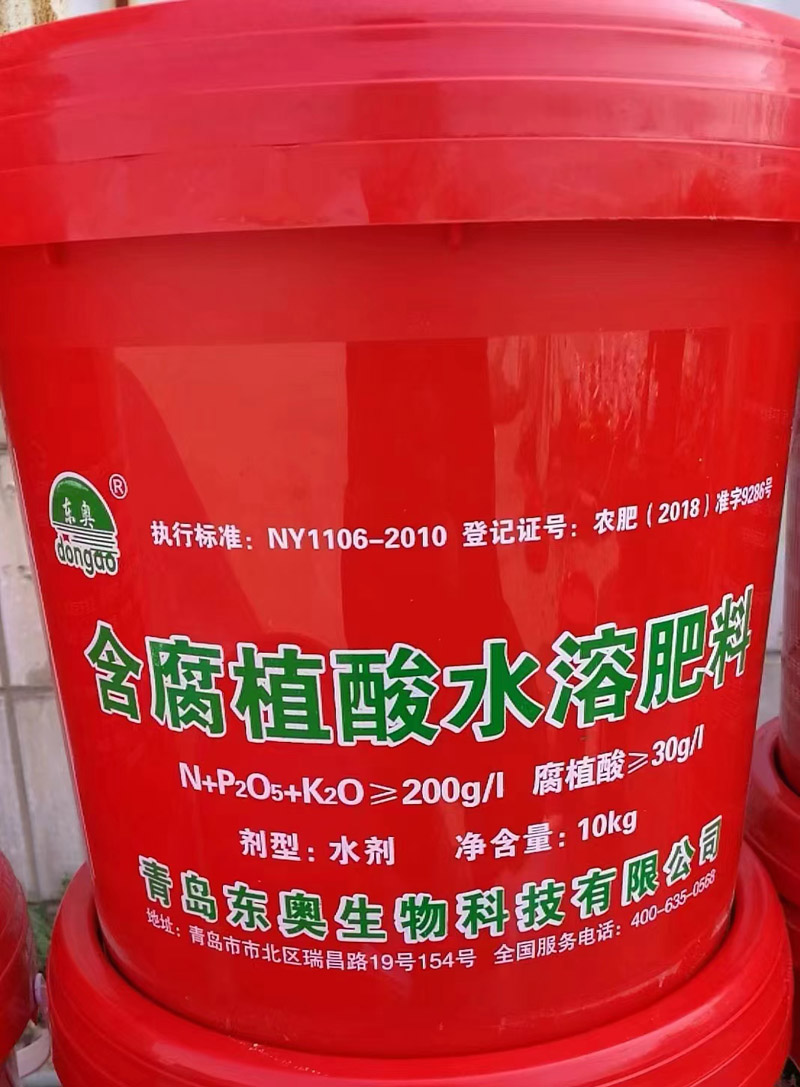 东奥
dongao
®
执行标准：NY1106-2010 登记证号：农肥（2018）准字9286号
含腐植酸水溶肥料
N+P₂O₅+K₂O≥200g/l 腐植酸≥30g/l
剂型：水剂 净含量：10kg
青岛东奥生物科技有限公司
地址：青岛市市北区瑞昌路19号154号 全国服务电话：400-635-0568